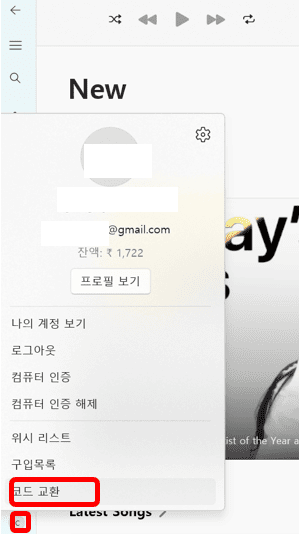 New
@gmail.com
잔액: ₹ 1,722
프로필 보기
나의 계정 보기
로그아웃
컴퓨터 인증
컴퓨터 인증 해제
위시 리스트
구입목록
코드 교환
ay’
s
ist of the Year a
Latest Songs
c